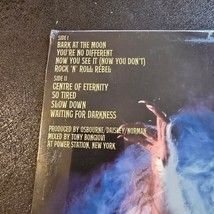 SIDE I
BARK AT THE MOON
YOU'RE NO DIFFERENT
NOW YOU SEE IT (NOW YOU DON'T)
ROCK 'N' ROLL REBEL
SIDE II
CENTRE OF ETERNITY
SO TIRED
SLOW DOWN
WAITING FOR DARKNESS
PRODUCED BY OSBOURNE/DAISLEY/NORMAN
MIXED BY TONY BONGIOVI
AT POWER STATION, NEW YORK